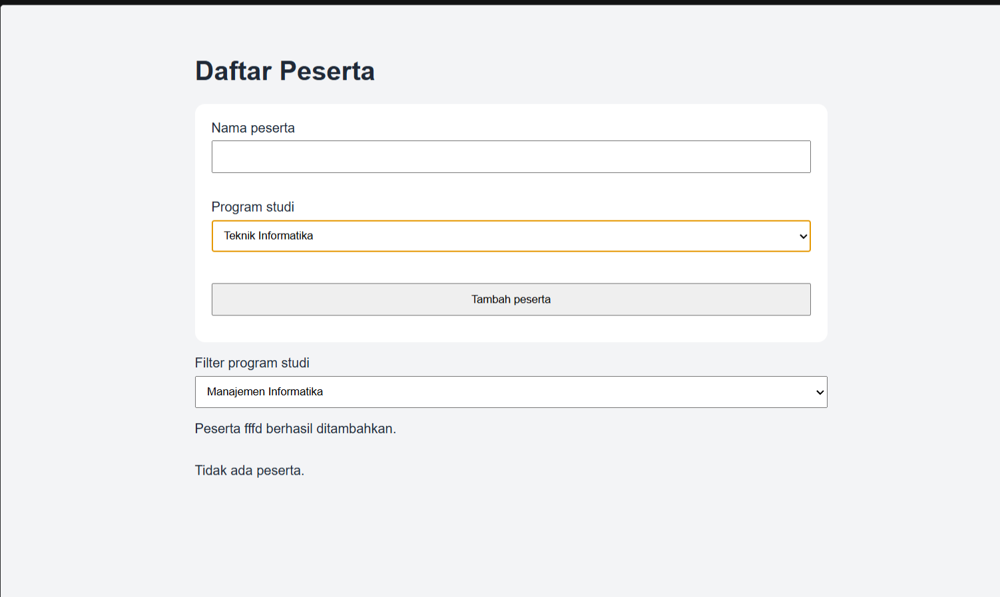 Daftar Peserta
Nama peserta
Program studi
Teknik Informatika
Tambah peserta
Filter program studi
Manajemen Informatika
Peserta fffd berhasil ditambahkan.
Tidak ada peserta.